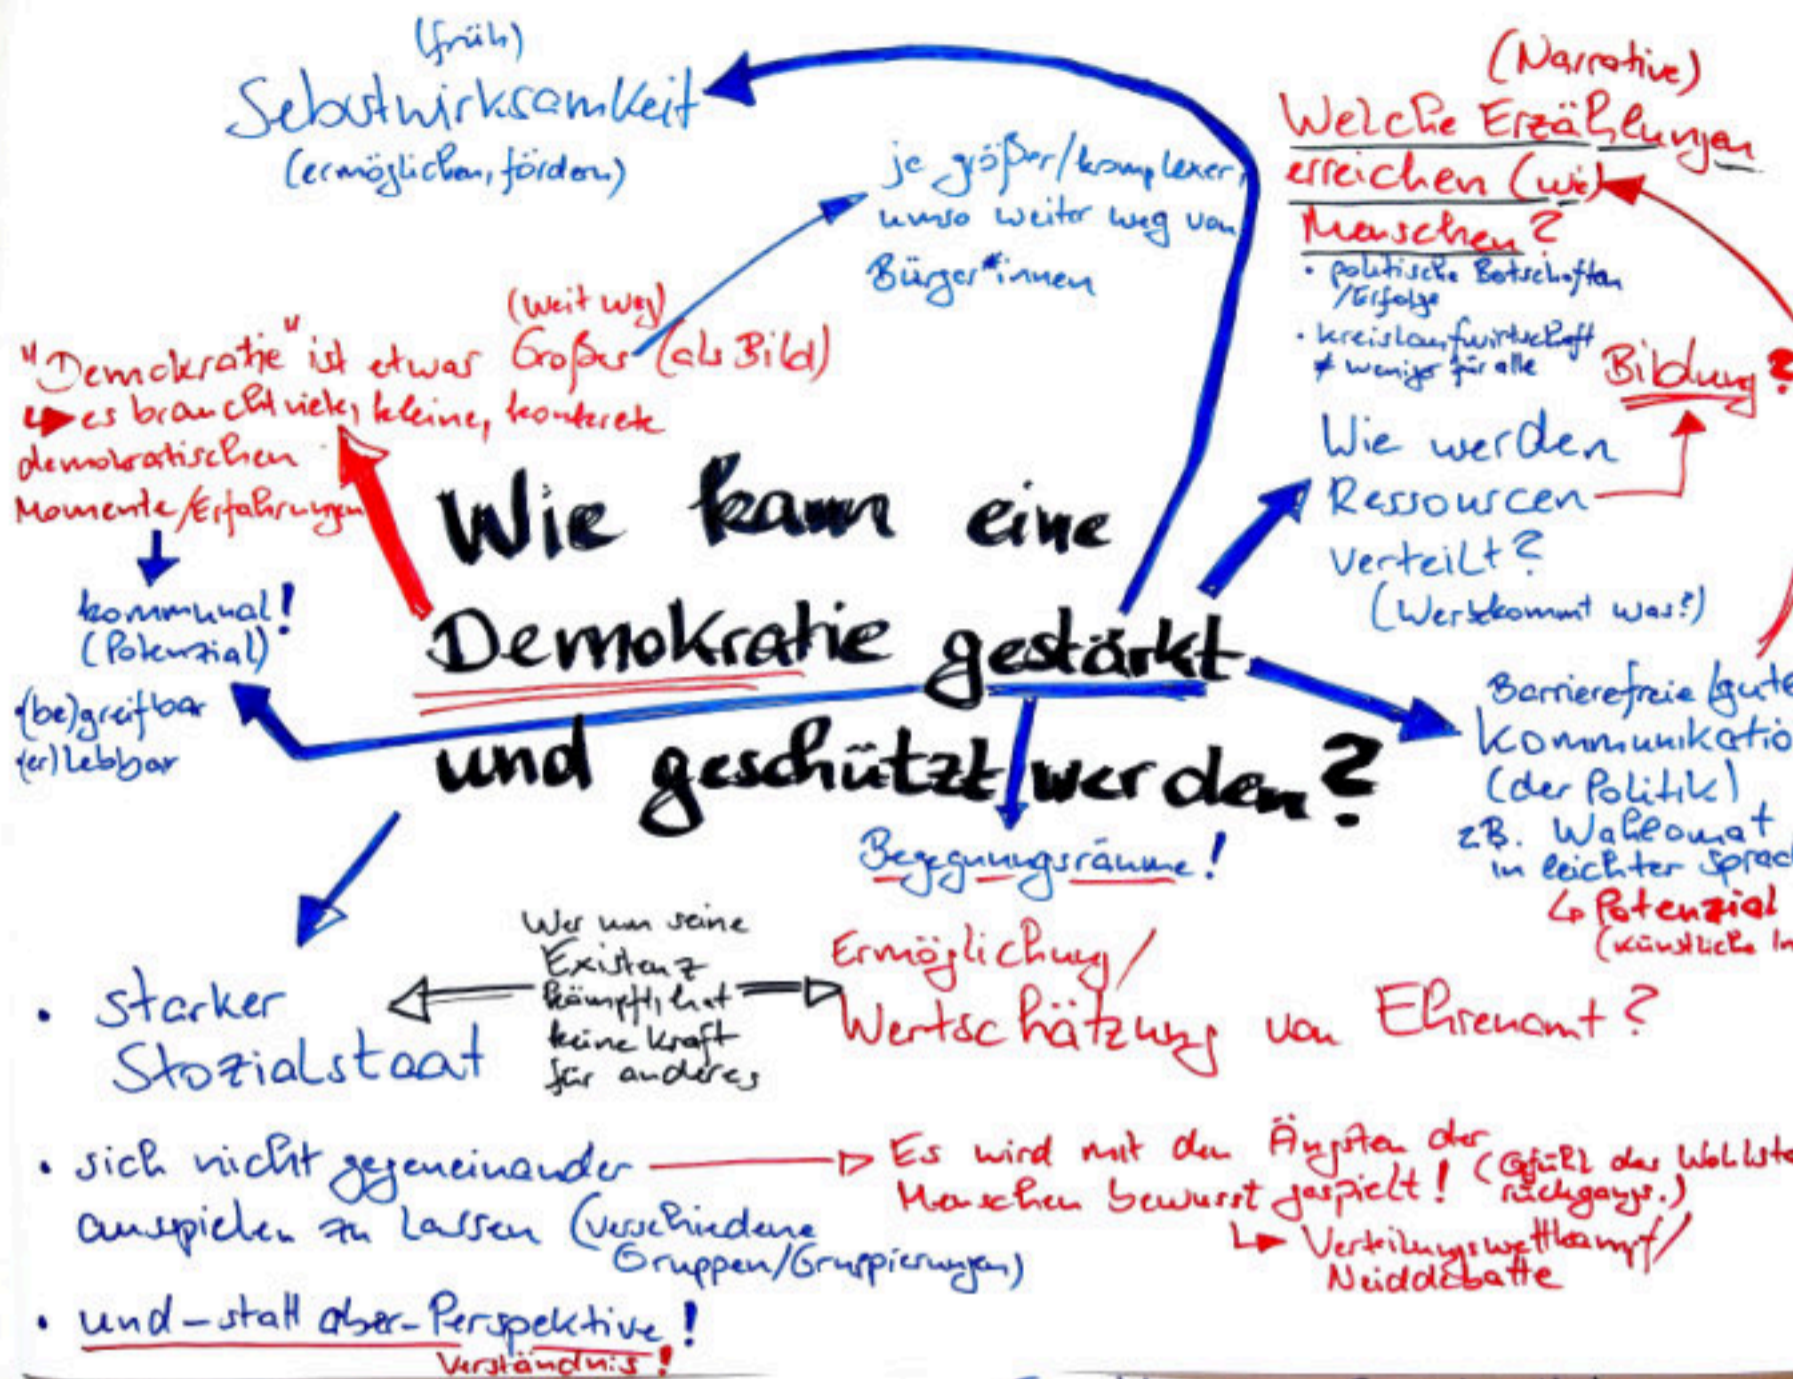 (früh)
Selbstwirksamkeit
(ermöglichen, fördern)
je größer/komplexer,
umso weiter weg von
Bürger*innen
(Narrative)
Welche Erzählungen
erreichen (wie)
Menschen?
• politische Botschaften
/Erfolge
• Kreislaufwirtschaft
≠ weniger für alle
Bildung?
(weit weg)
"Demokratie" ist etwas Großes (als Bild)
↳ es braucht viele, kleine, konkrete
demokratischen
Momente/Erfahrungen
kommunal!
(Potenzial)
(be)greifbar
(er)lebbar
Wie kann eine
Demokratie gestärkt
und geschützt werden?
Wie werden
Ressourcen
verteilt?
(Wer bekommt was?)
Barrierefreie/gute
Kommunikatio
(der Politik)
z.B. Wahlomat
in leichter Sprac
↳ Potenzial
(künstliche In
Begegnungsräume!
• starker
Stozialstaat
Wer um seine
Existenz
kämpft, hat
keine Kraft
für anderes
Ermöglichung/
Wertschätzung von Ehrenamt?
• sich nicht gegeneinander
ausspielen zu lassen (verschiedene
Gruppen/Gruppierungen)
Es wird mit den Ängsten der
Menschen bewusst gespielt! (Gefühl des Wohlsta
rückgangs.)
↳ Verteilungswettkampf/
Neiddebatte
• und-statt aber-Perspektive!
Verständnis!